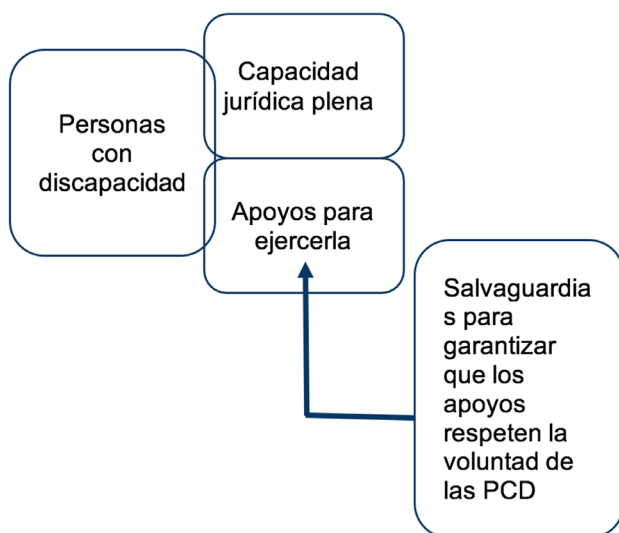 Personas
con
discapacidad
Capacidad
jurídica plena
Apoyos para
ejercerla
Salvaguardia
s para
garantizar
que los
apoyos
respeten la
voluntad de
las PCD